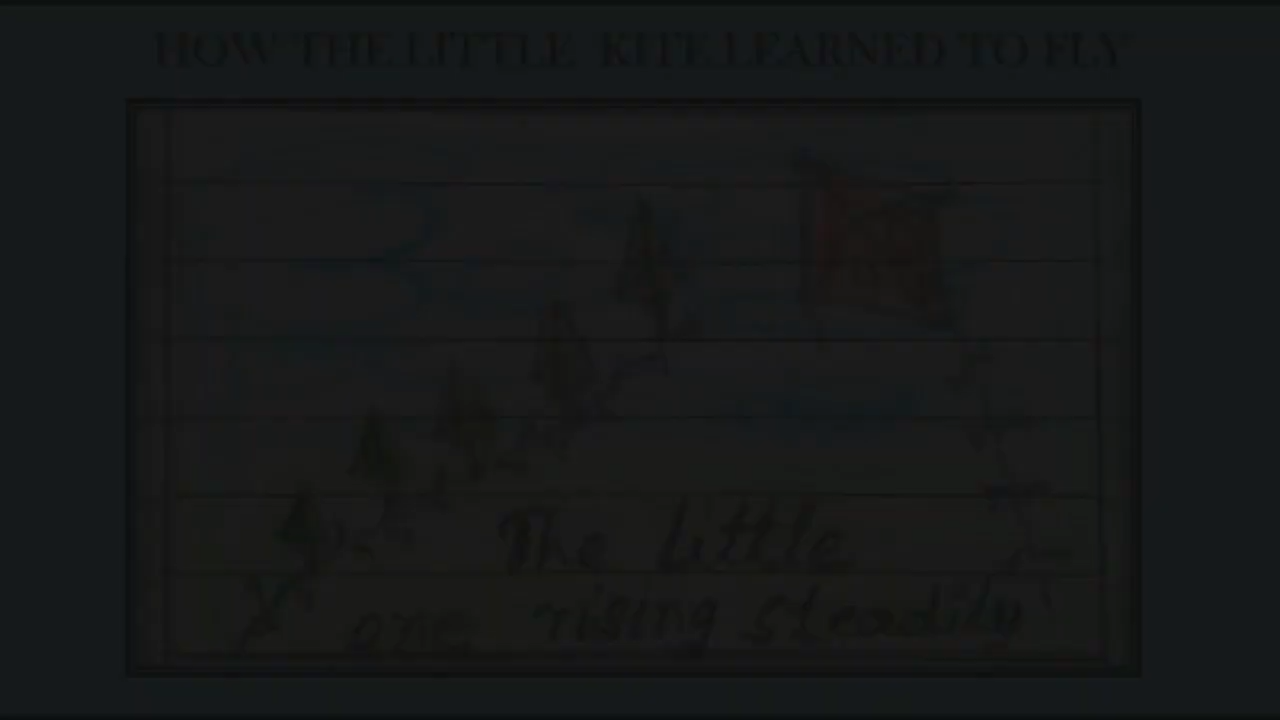 HOW THE LITTLE KITE LEARNED TO FLY
The Little
one rising steadily